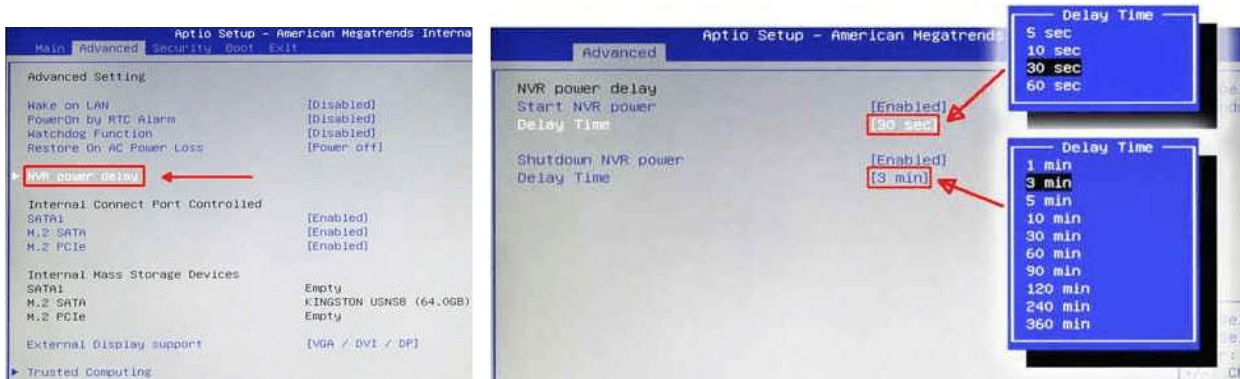 Aptio Setup - American Megatrends Interna
Main Advanced Security Boot Exit
Advanced Setting
Wake on LAN [Disabled]
PowerOn by RTC Alarm [Disabled]
Watchdog Function [Disabled]
Restore On AC Power Loss [Power off]
NVR power delay
Internal Connect Port Controlled
SATA1 [Enabled]
M.2 SATA [Enabled]
M.2 PCIe [Enabled]
Internal Mass Storage Devices
SATA1 Empty
M.2 SATA KINGSTON USNS8 (64.0GB)
M.2 PCIe Empty
External Display support [VGA / DVI / DP]
Trusted Computing
Aptio Setup - American Megatrends
Advanced
NVR power delay
Start NVR power [Enabled]
Delay Time [30 sec]
Shutdown NVR power [Enabled]
Delay Time [3 min]
Delay Time
5 sec
10 sec
30 sec
60 sec
Delay Time
1 min
3 min
5 min
10 min
30 min
60 min
90 min
120 min
240 min
360 min